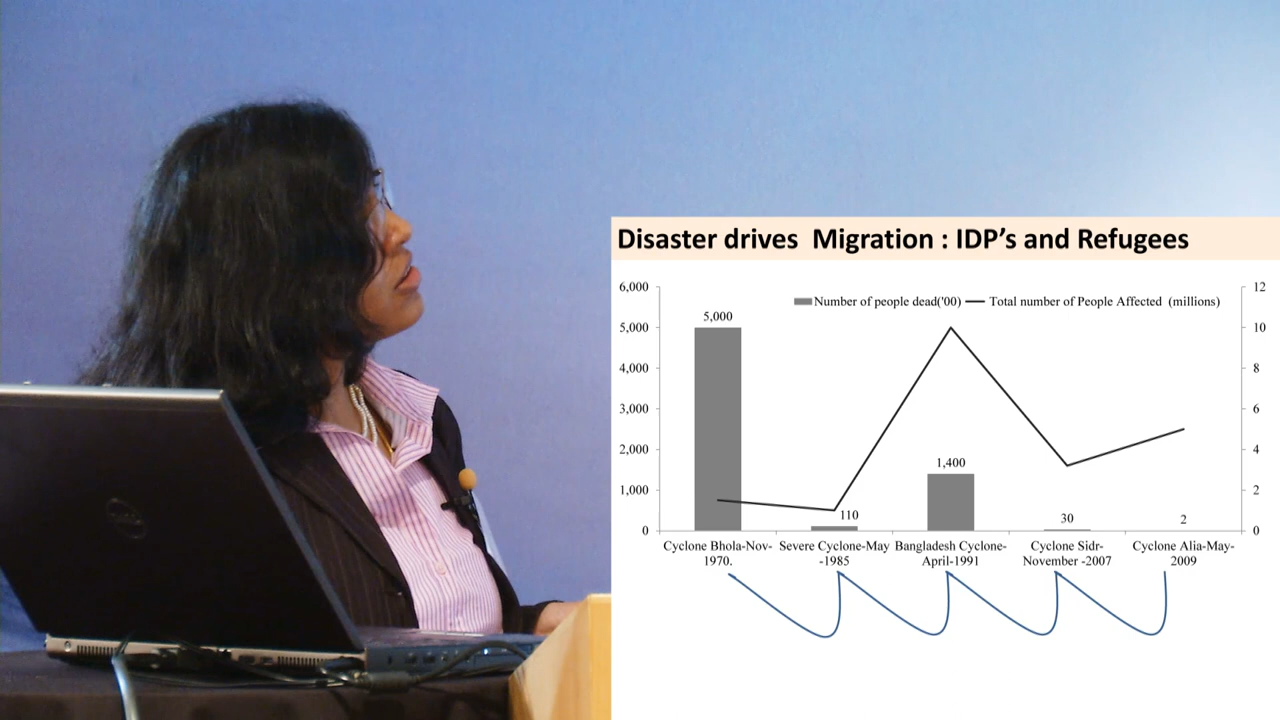 Disaster drives Migration : IDP's and Refugees
6,000
5,000
4,000
3,000
2,000
1,000
0
Number of people dead('00)
Total number of People Affected (millions)
5,000
110
1,400
30
2
12
10
8
6
4
2
0
Cyclone Bhola-Nov-
1970.
Severe Cyclone-May
-1985
Bangladesh Cyclone-
April-1991
Cyclone Sidr-
November -2007
Cyclone Alia-May-
2009